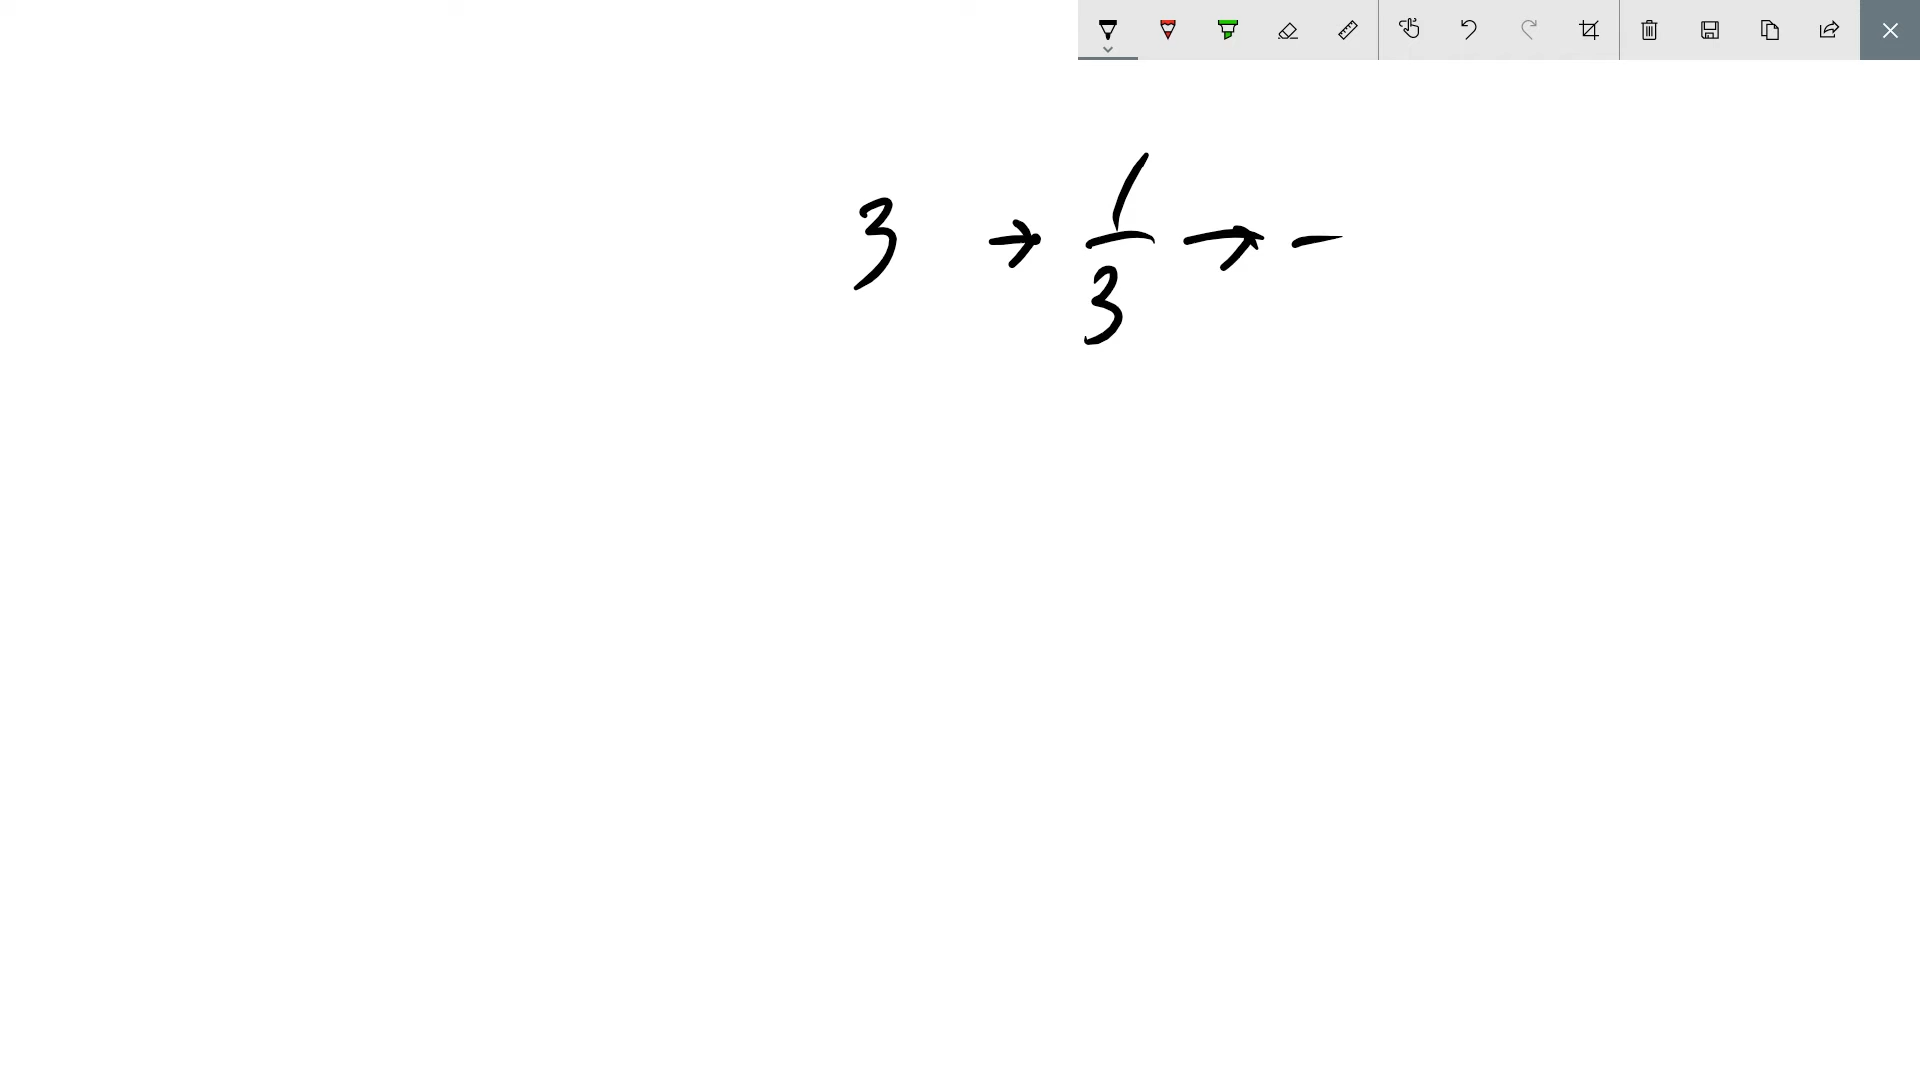 3 → 1/3 → −